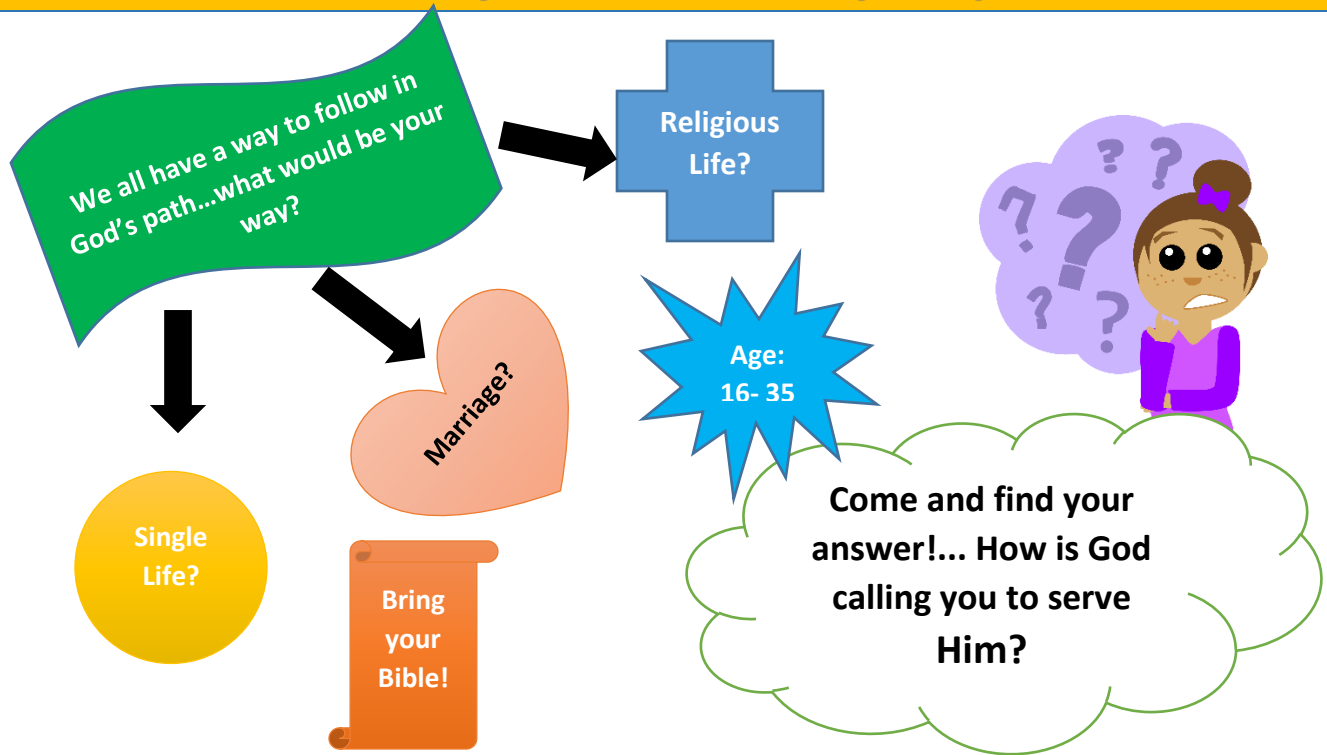 We all have a way to follow in
God's path...what would be your
way?
Religious
Life?
Marriage?
Age:
16- 35
Single
Life?
Bring
your
Bible!
Come and find your
answer!... How is God
calling you to serve
Him?